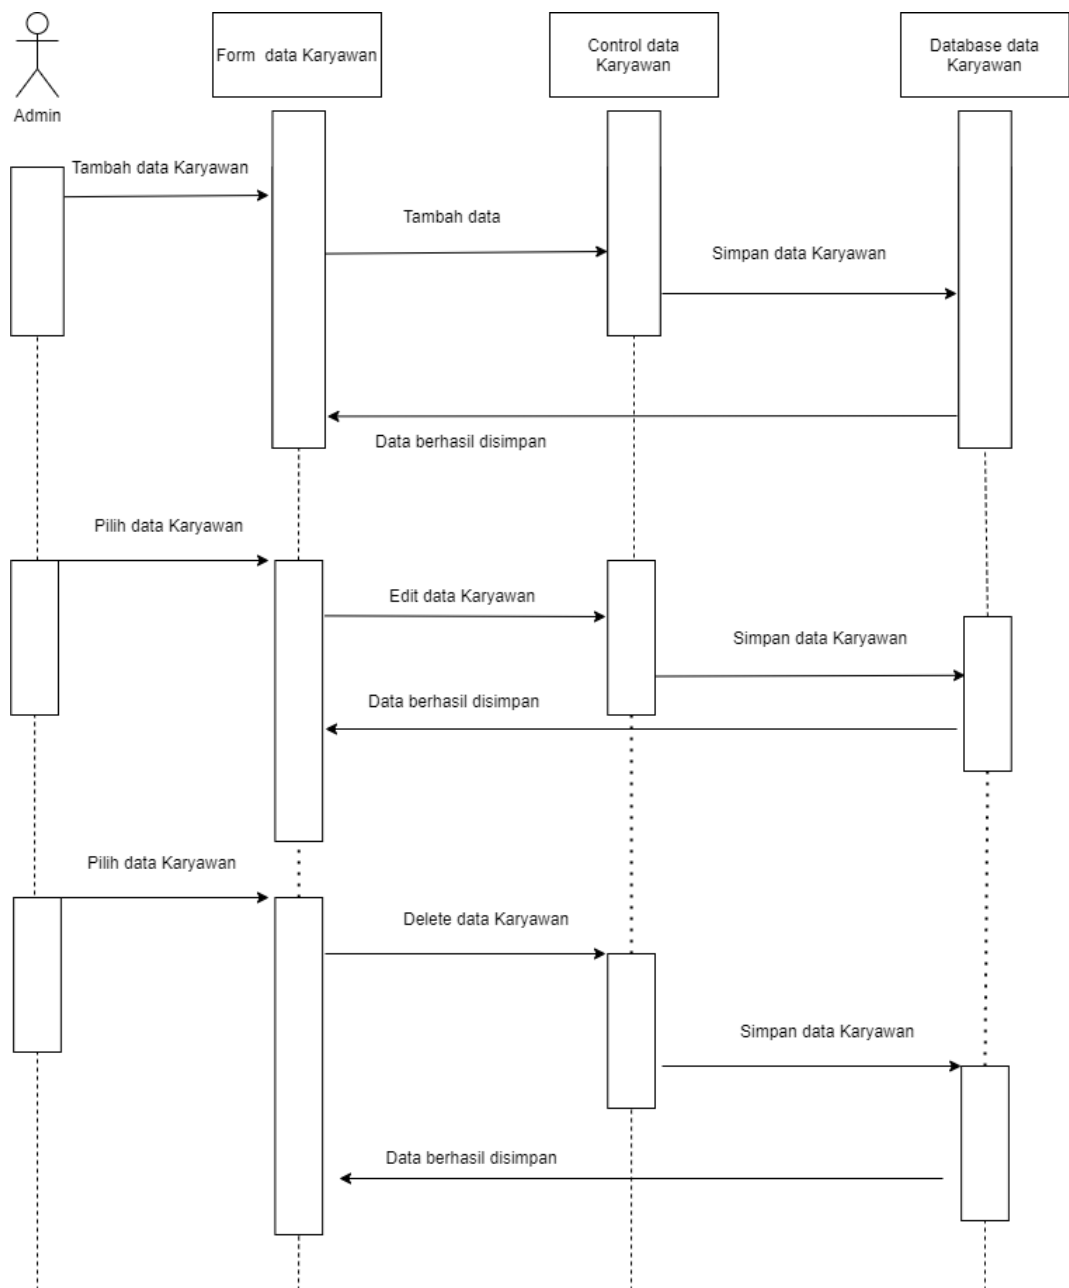 Admin
Form data Karyawan
Control data
Karyawan
Database data
Karyawan
Tambah data Karyawan
Tambah data
Simpan data Karyawan
Data berhasil disimpan
Pilih data Karyawan
Edit data Karyawan
Simpan data Karyawan
Data berhasil disimpan
Pilih data Karyawan
Delete data Karyawan
Simpan data Karyawan
Data berhasil disimpan